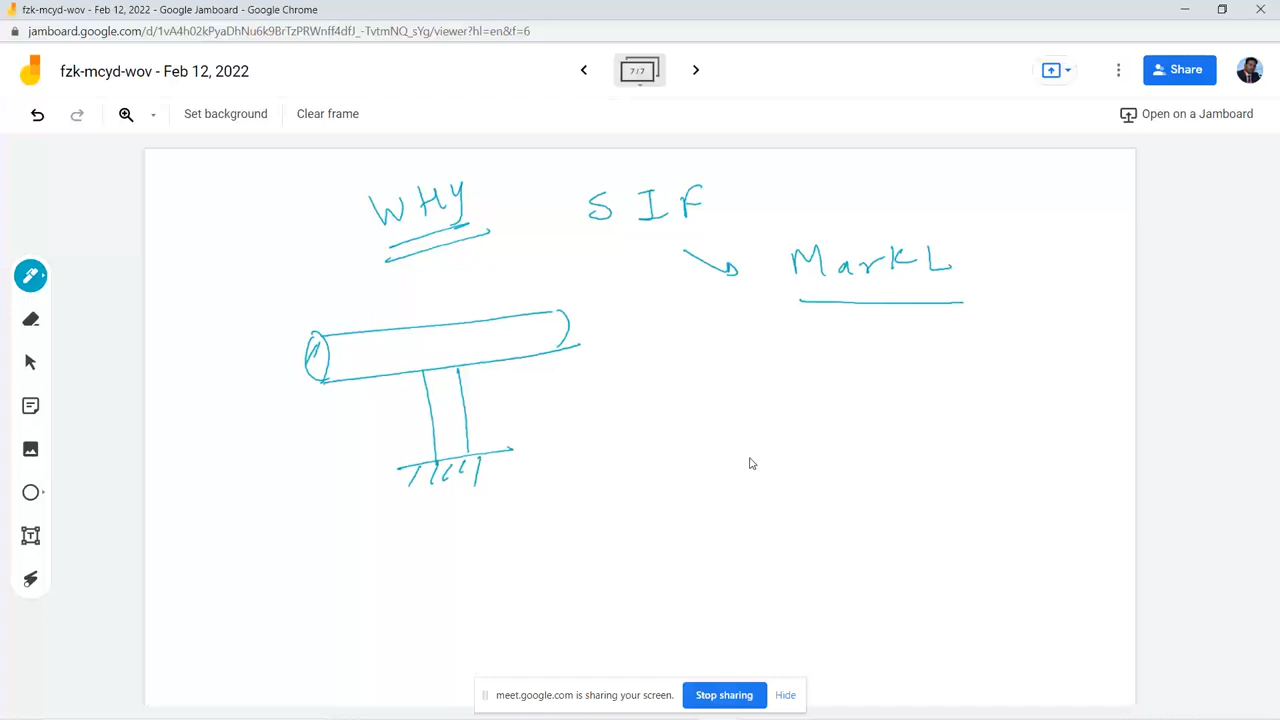 fzk-mcyd-wov - Feb 12, 2022 - Google Jamboard - Google Chrome
jamboard.google.com/d/1vA4h02kPyaDhNu6k9BrTzPRWnff4dfJ_-TvtmNQ_sYg/viewer?hl=en&f=6
fzk-mcyd-wov - Feb 12, 2022
7/7
Share
Set background
Clear frame
Open on a Jamboard
WHY SIF
MarkL
meet.google.com is sharing your screen.
Stop sharing
Hide